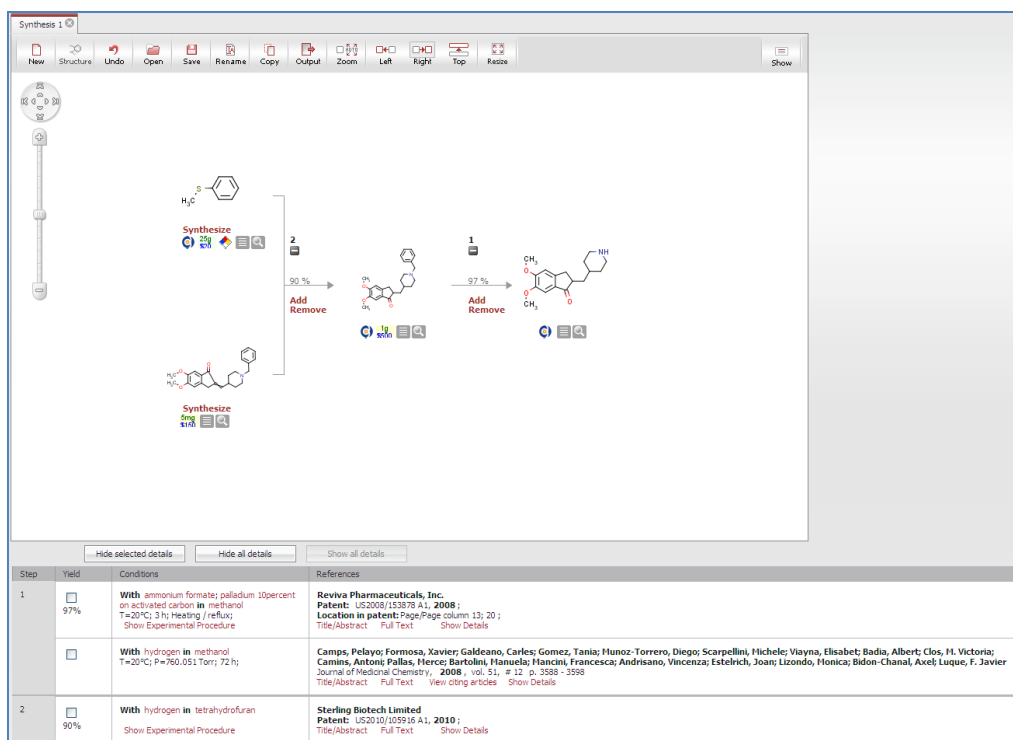 Synthesis 1
New Structure Undo Open Save Rename Copy Output Zoom Left Right Top Resize Show
AUTO
S
H₃C
Synthesize
25g
$20
2
90 %
Add
Remove
CH₃
O
O
CH₃
N
O
1g
$500
1
97 %
Add
Remove
CH₃
O
O
CH₃
NH
O
H₃C
O
H₃C
O
O
N
Synthesize
5mg
$150
Hide selected details Hide all details Show all details
Step Yield Conditions References
1 97% With ammonium formate; palladium 10percent Reviva Pharmaceuticals, Inc.
on activated carbon in methanol Patent: US2008/153878 A1, 2008 ;
T=20°C; 3 h; Heating / reflux; Location in patent: Page/Page column 13; 20 ;
Show Experimental Procedure Title/Abstract Full Text Show Details
With hydrogen in methanol Camps, Pelayo; Formosa, Xavier; Galdeano, Carles; Gomez, Tania; Munoz-Torrero, Diego; Scarpellini, Michele; Viayna, Elisabet; Badia, Albert; Clos, M. Victoria;
T=20°C; P=760.051 Torr; 72 h; Camins, Antoni; Pallas, Merce; Bartolini, Manuela; Mancini, Francesca; Andrisano, Vincenza; Estelrich, Joan; Lizondo, Monica; Bidon-Chanal, Axel; Luque, F. Javier
Journal of Medicinal Chemistry, 2008 , vol. 51, # 12 p. 3588 - 3598
Title/Abstract Full Text View citing articles Show Details
2 90% With hydrogen in tetrahydrofuran Sterling Biotech Limited
Patent: US2010/105916 A1, 2010 ;
Show Experimental Procedure Title/Abstract Full Text Show Details